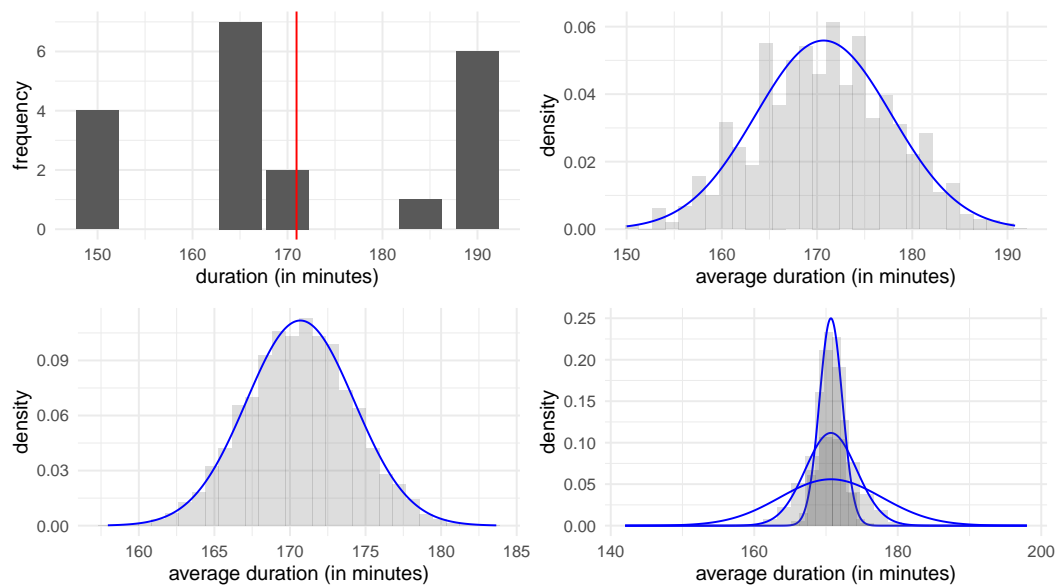 6
4
2
0
frequency
150 160 170 180 190
duration (in minutes)
0.06
0.04
0.02
0.00
density
150 160 170 180 190
average duration (in minutes)
0.09
0.06
0.03
0.00
density
160 165 170 175 180 185
average duration (in minutes)
0.25
0.20
0.15
0.10
0.05
0.00
density
140 160 180 200
average duration (in minutes)